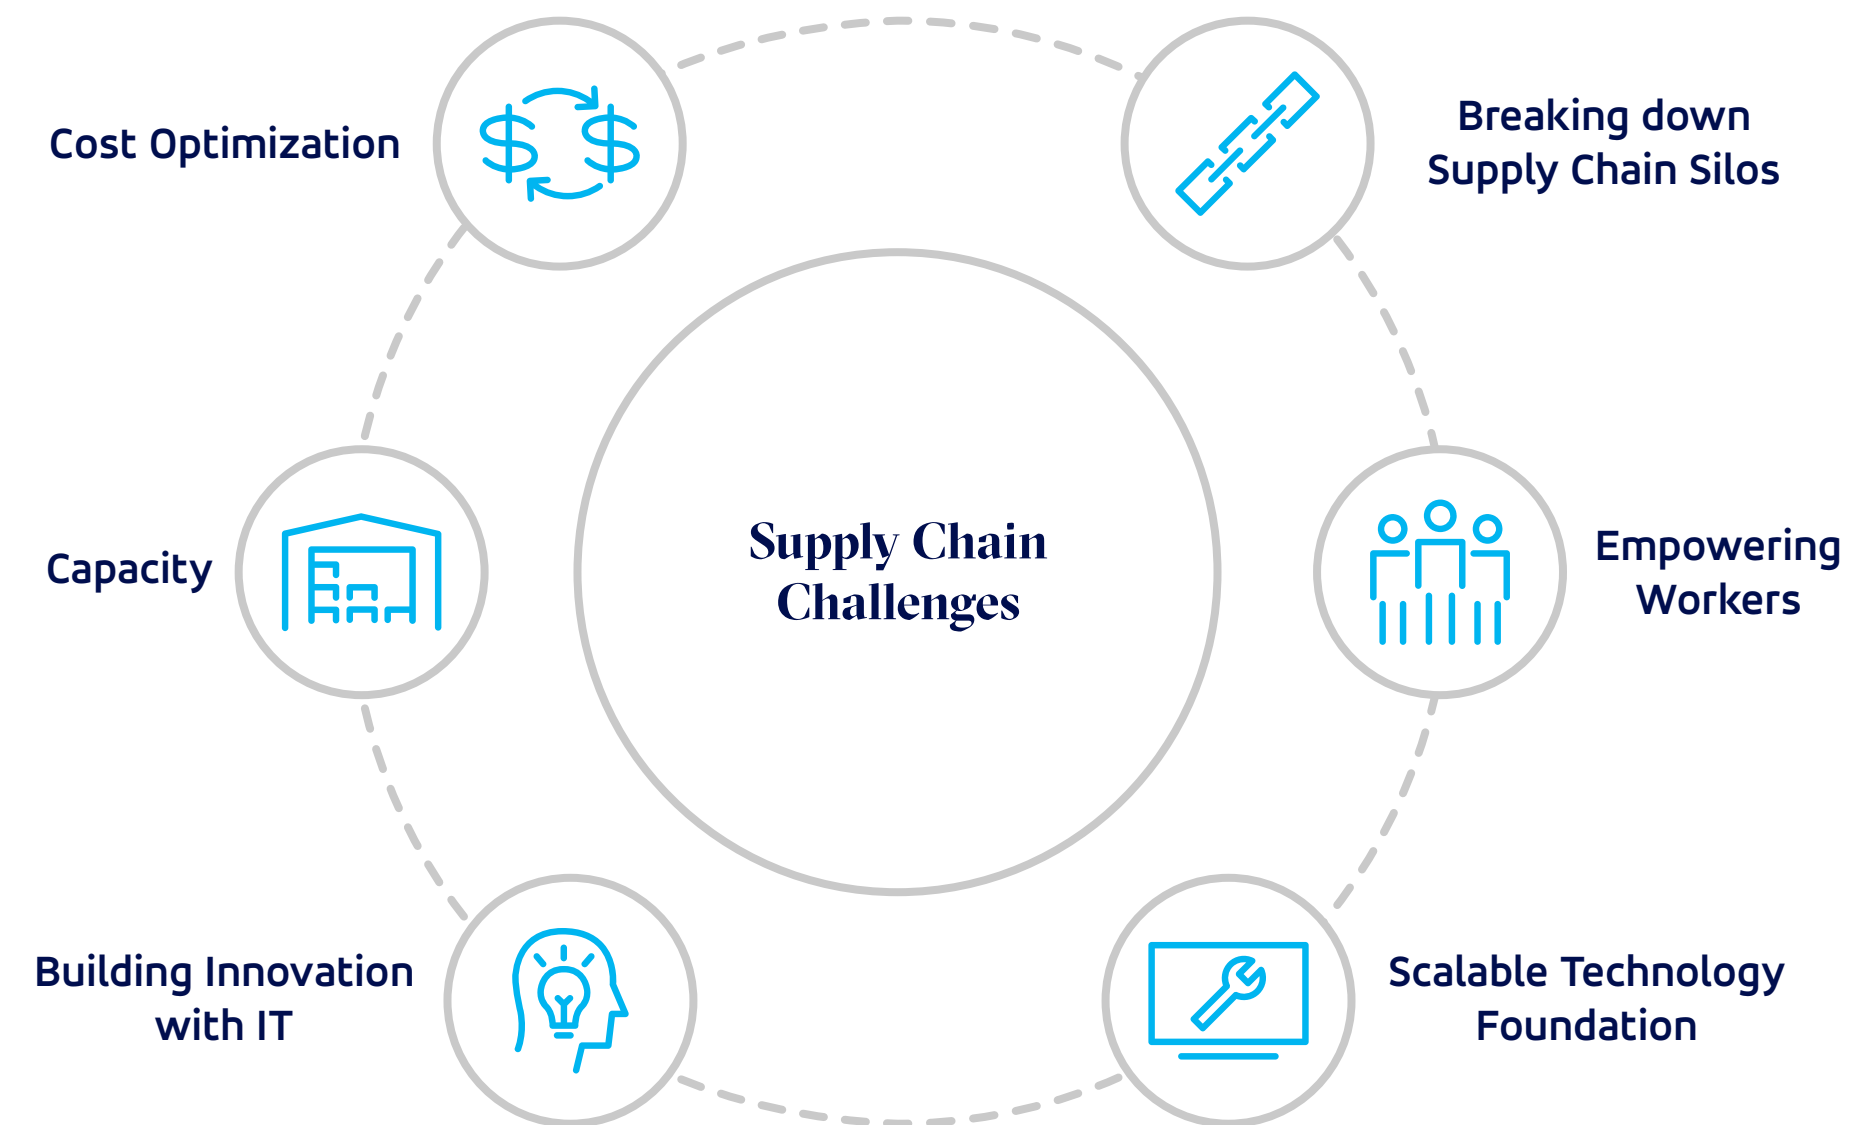 Cost Optimization
Breaking down
Supply Chain Silos
Capacity
Supply Chain
Challenges
Empowering
Workers
Building Innovation
with IT
Scalable Technology
Foundation